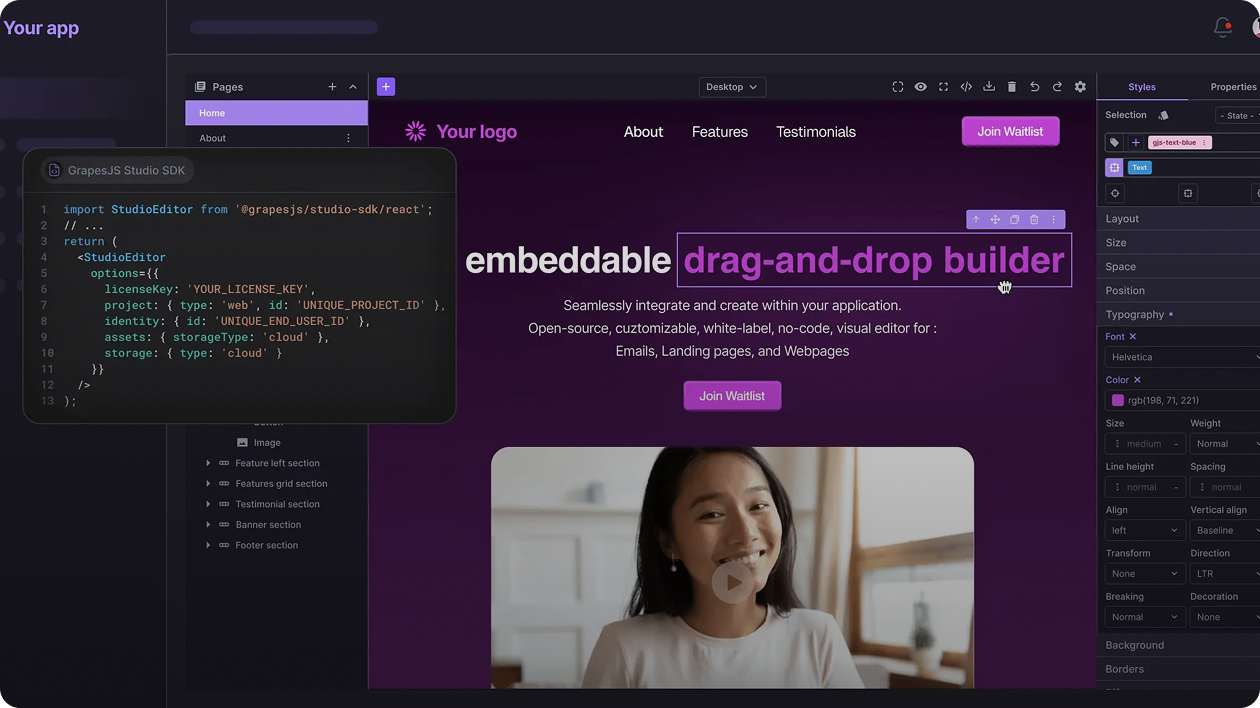 Your app
Pages
Home
About
GrapesJS Studio SDK
1 import StudioEditor from '@grapesjs/studio-sdk/react';
2 // ...
3 return (
4 <StudioEditor
5 options={{
6 licenseKey: 'YOUR_LICENSE_KEY',
7 project: { type: 'web', id: 'UNIQUE_PROJECT_ID' },
8 identity: { id: 'UNIQUE_END_USER_ID' },
9 assets: { storageType: 'cloud' },
10 storage: { type: 'cloud' }
11 }}
12 />
13 );
Image
Feature left section
Features grid section
Testimonial section
Banner section
Footer section
Desktop
Your logo
About Features Testimonials
Join Waitlist
embeddable drag-and-drop builder
Seamlessly integrate and create within your application.
Open-source, cuztomizable, white-label, no-code, visual editor for :
Emails, Landing pages, and Webpages
Join Waitlist
Styles Properties
Selection - State -
gjs-text-blue
Text
Layout
Size
Space
Position
Typography
Font
Helvetica
Color
rgb(198, 71, 221)
Size Weight
medium - Normal
Line height Spacing
normal - normal
Align Vertical align
left Baseline
Transform Direction
None LTR
Breaking Decoration
Normal None
Background
Borders